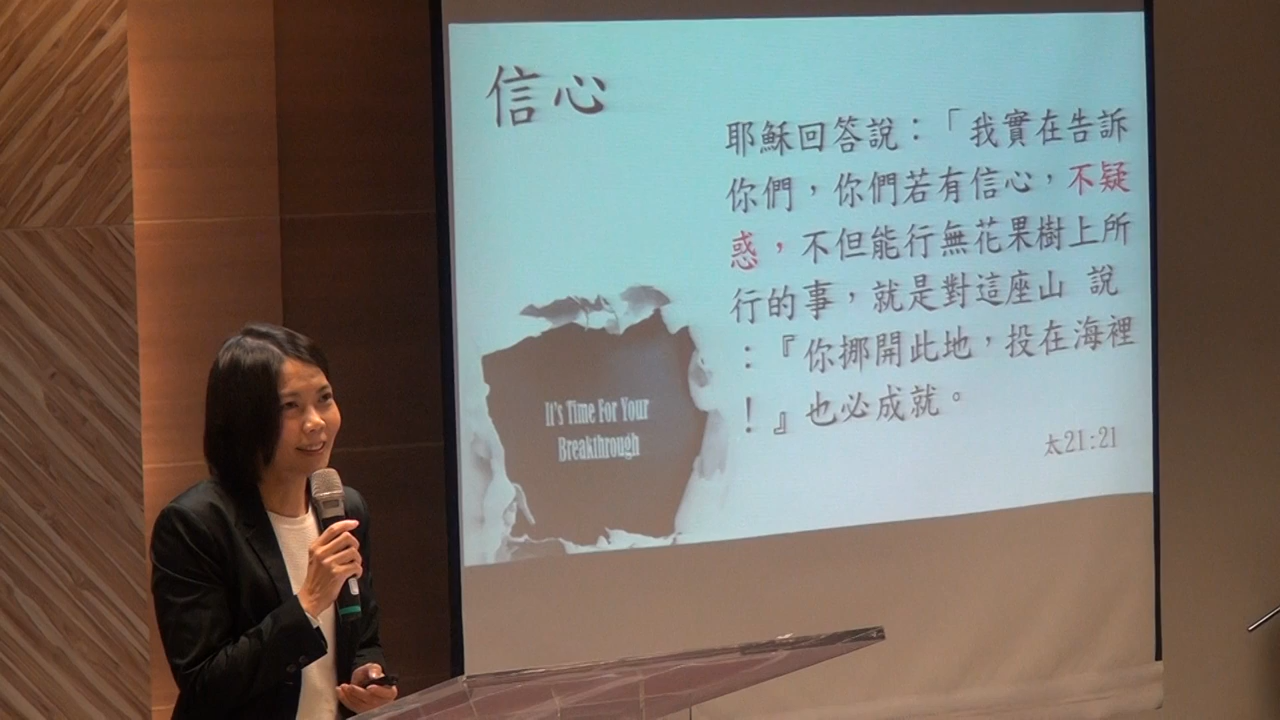 信心
耶穌回答說：「我實在告訴
你們，你們若有信心，不疑
惑，不但能行無花果樹上所
行的事，就是對這座山 說
：『你挪開此地，投在海裡
！』也必成就。
太21:21
It's Time For Your
Breakthrough